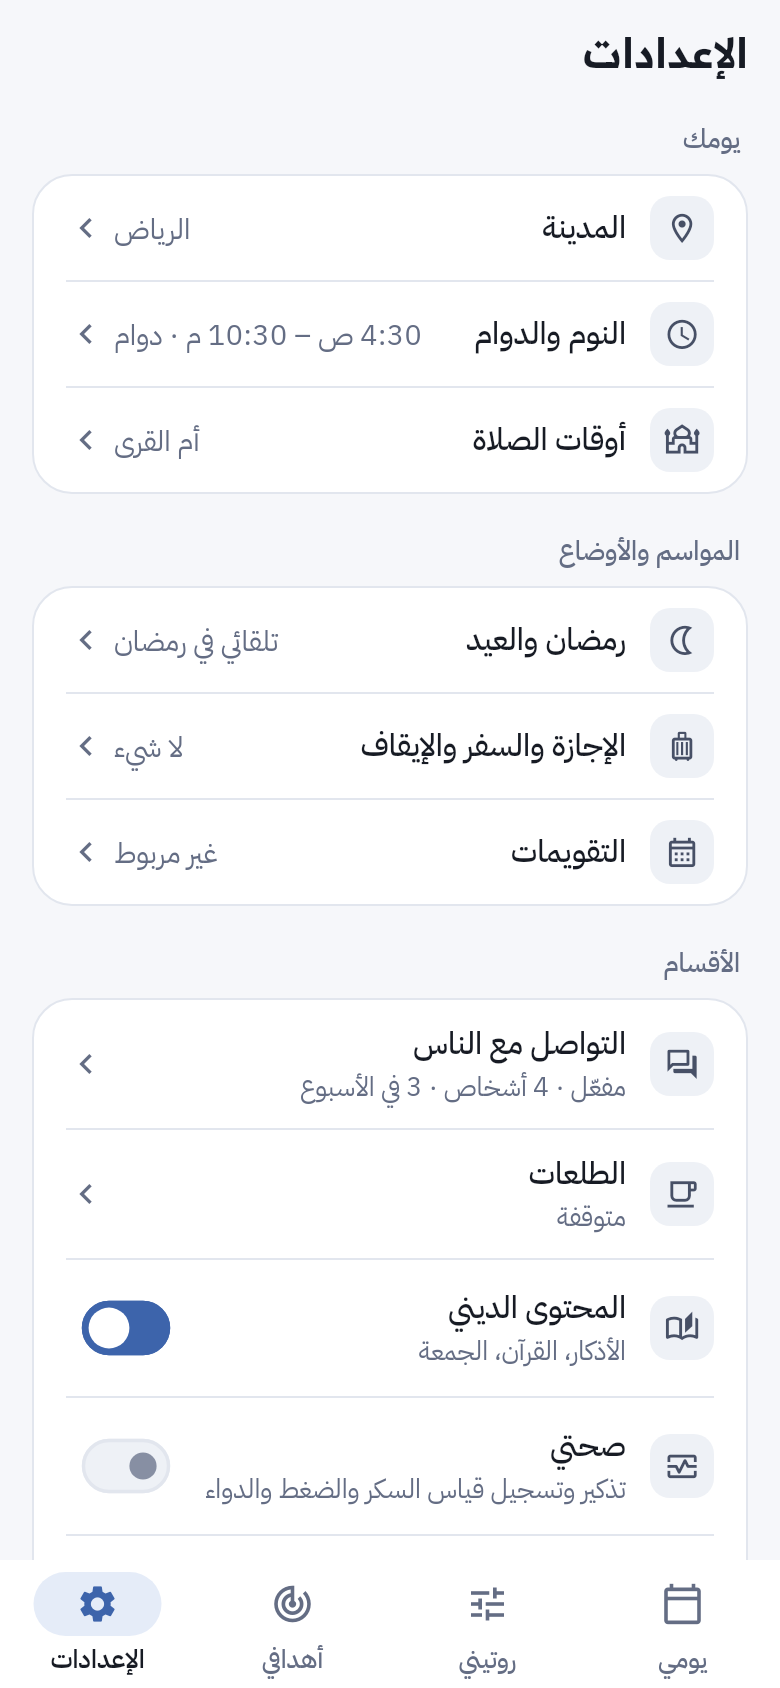 الإعدادات
يومك
المدينة الرياض
النوم والدوام 4:30 ص – 10:30 م · دوام
أوقات الصلاة أم القرى
المواسم والأوضاع
رمضان والعيد تلقائي في رمضان
الإجازة والسفر والإيقاف لا شيء
التقويمات غير مربوط
الأقسام
التواصل مع الناس
مفعّل · 4 أشخاص · 3 في الأسبوع
الطلعات
متوقفة
المحتوى الديني
الأذكار، القرآن، الجمعة
صحتي
تذكير وتسجيل قياس السكر والضغط والدواء
يومي روتيني أهدافي الإعدادات